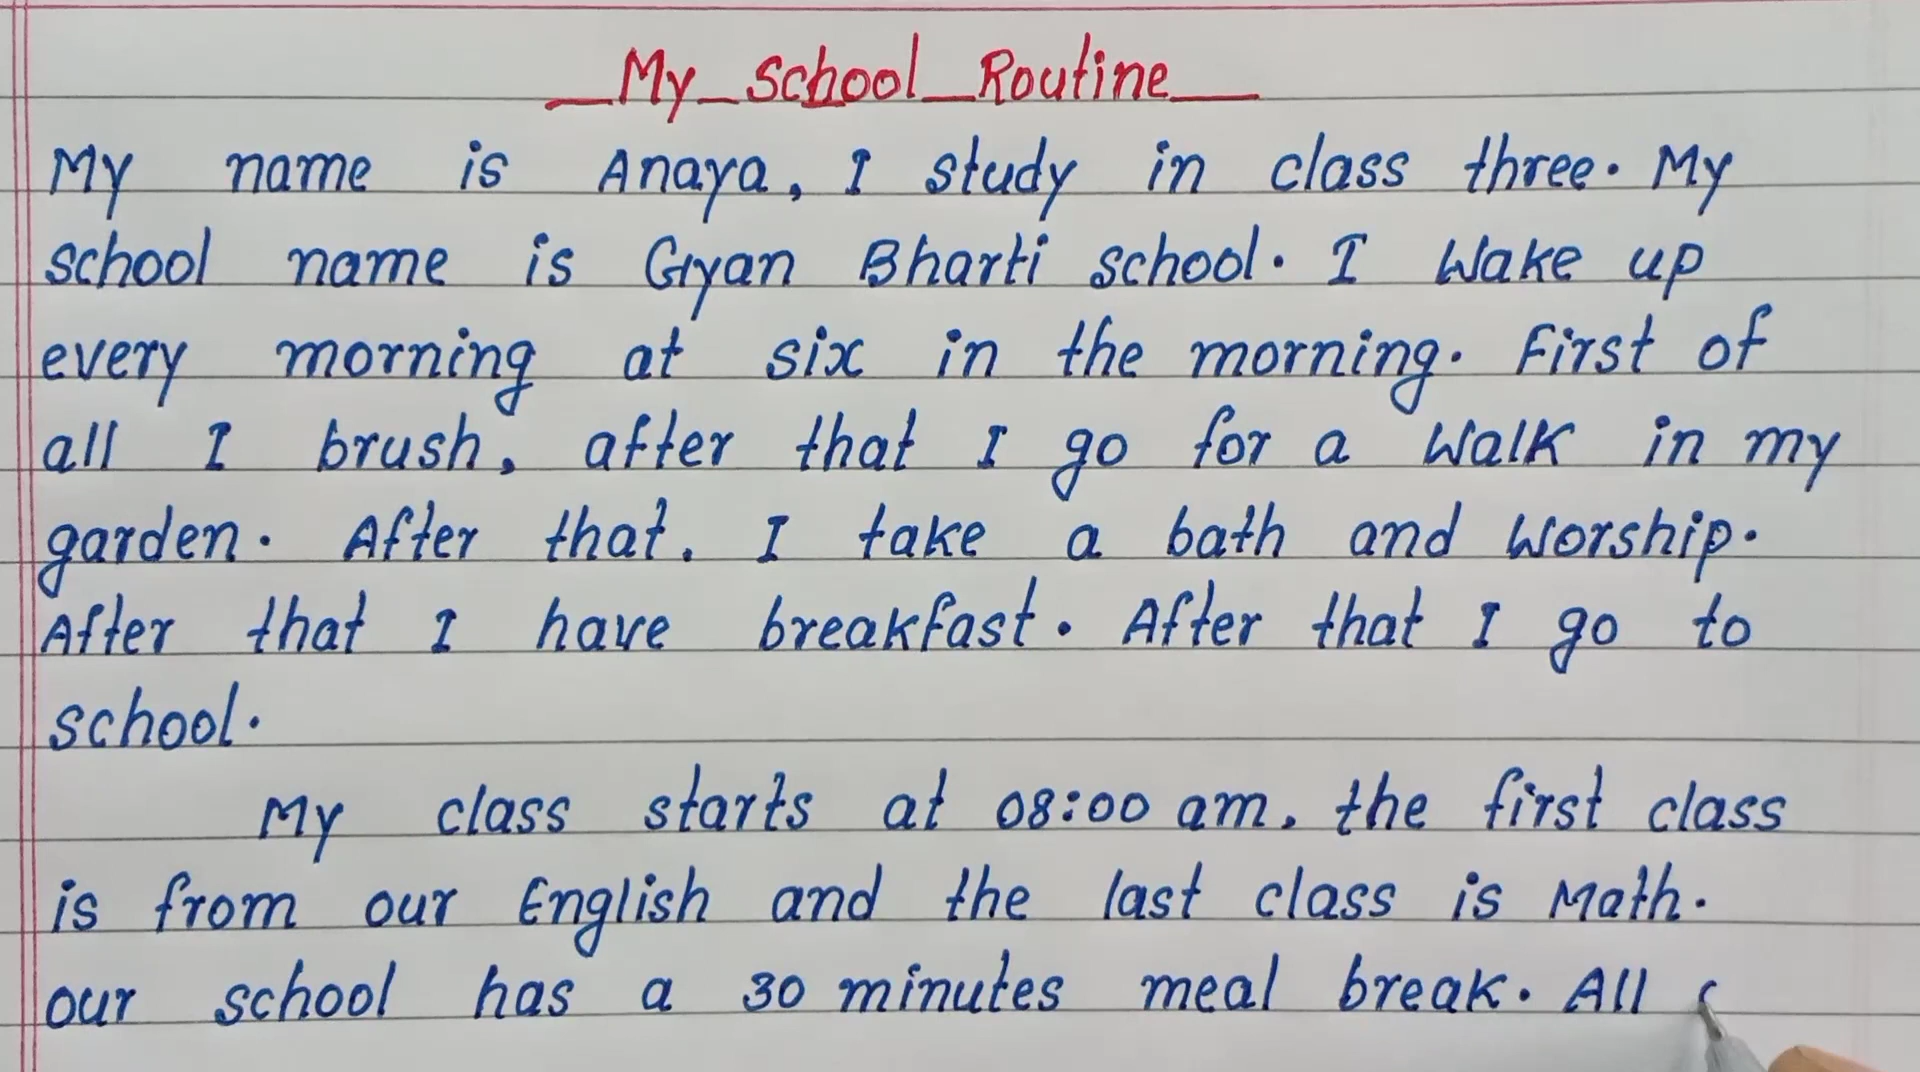 My School Routine
My name is Anaya, I study in class three. My
school name is Gyan Bharti school. I Wake up
every morning at six in the morning. First of
all I brush, after that I go for a Walk in my
garden. After that, I take a bath and Worship.
After that I have breakfast. After that I go to
school.
My class starts at 08:00 am, the first class
is from our English and the last class is Math.
our school has a 30 minutes meal break. All